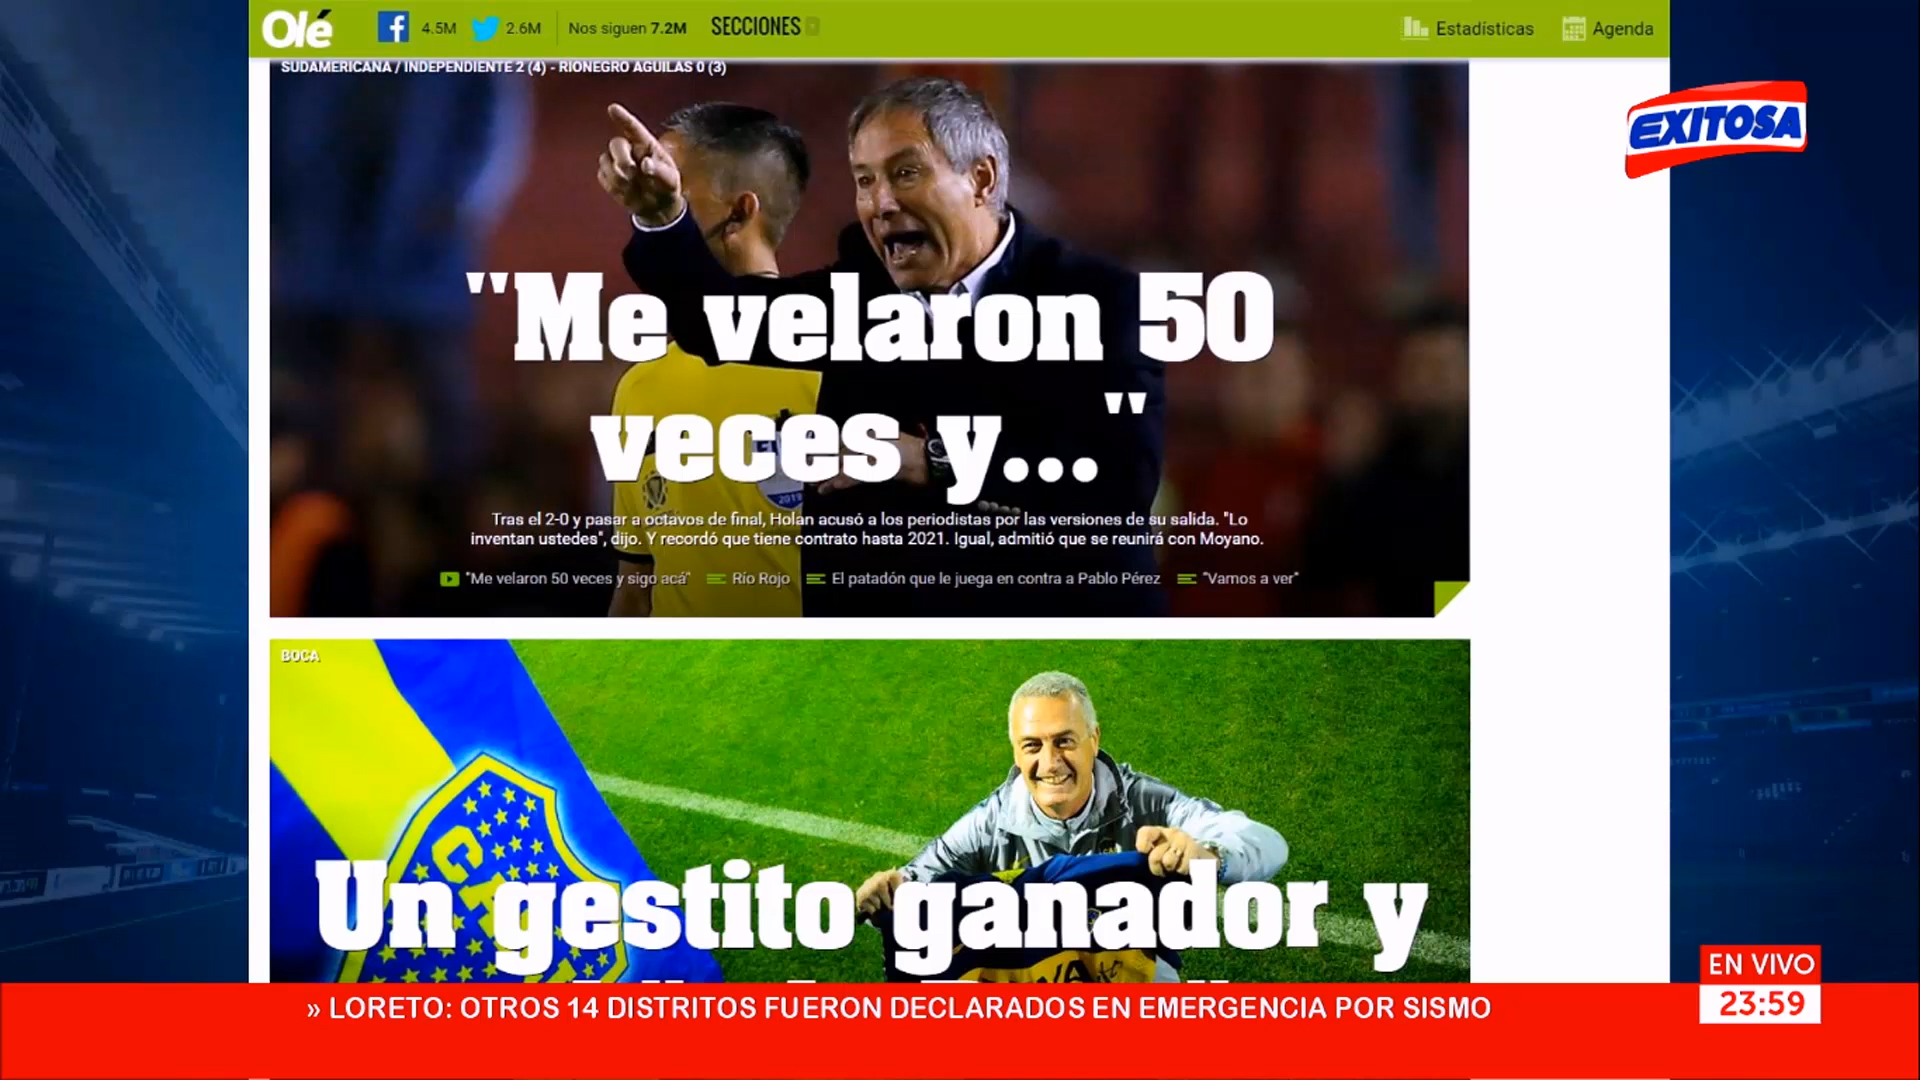 Olé
4.5M
2.6M
Nos siguen 7.2M
SECCIONES
Estadísticas
Agenda
SUDAMERICANA / INDEPENDIENTE 2 (4) - RIONEGRO AGUILAS 0 (3)
EXITOSA
"Me velaron 50
veces y..."
2019
Tras el 2-0 y pasar a octavos de final, Holan acusó a los periodistas por las versiones de su salida. "Lo
inventan ustedes", dijo. Y recordó que tiene contrato hasta 2021. Igual, admitió que se reunirá con Moyano.
"Me velaron 50 veces y sigo acá"
Río Rojo
El patadón que le juega en contra a Pablo Pérez
"Vamos a ver"
BOCA
Un gestito ganador y
EN VIVO
» LORETO: OTROS 14 DISTRITOS FUERON DECLARADOS EN EMERGENCIA POR SISMO
23:59